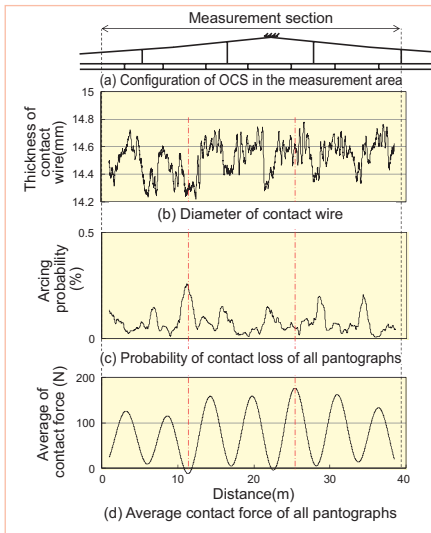 Measurement section
(a) Configuration of OCS in the measurement area
Thickness of
contact
wire(mm)
15
14.8
14.6
14.4
14.2
(b) Diameter of contact wire
Arcing
probability
(%)
0.5
0
(c) Probability of contact loss of all pantographs
Average of
contact force (N)
200
100
0
0
10
20
30
40
Distance(m)
(d) Average contact force of all pantographs